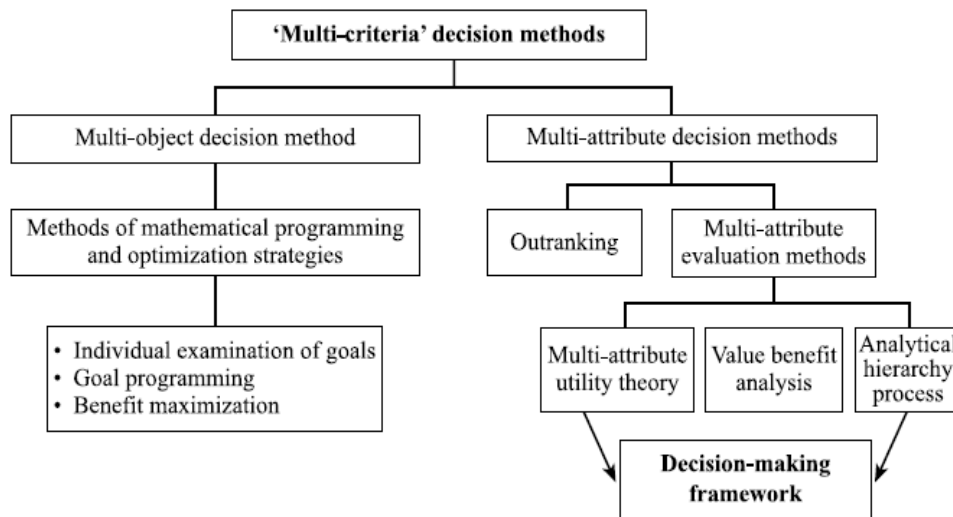 ‘Multi-criteria’ decision methods
Multi-object decision method
Multi-attribute decision methods
Methods of mathematical programming
and optimization strategies
Outranking
Multi-attribute
evaluation methods
• Individual examination of goals
• Goal programming
• Benefit maximization
Multi-attribute
utility theory
Value benefit
analysis
Analytical
hierarchy
process
Decision-making
framework